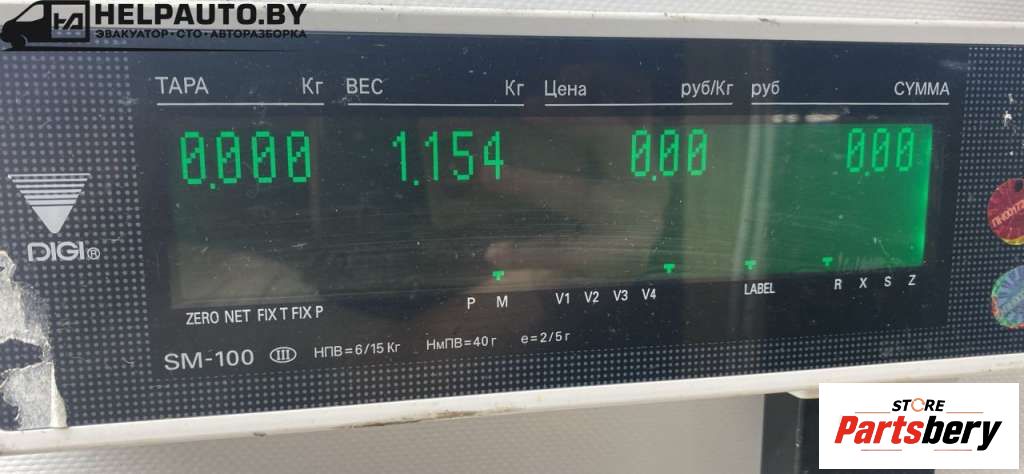 HELPAUTO.BY
ЭВАКУАТОР·СТО·АВТОРАЗБОРКА
ТАРА Кг ВЕС Кг Цена руб/Кг руб СУММА
0.000 1.154 0.00 0.00
DIGI®
P M V1 V2 V3 V4 LABEL R X S Z
ZERO NET FIX T FIX P
SM-100 III НПВ=6/15 Кг НмПВ=40 г e=2/5 г
STORE
Partsbery